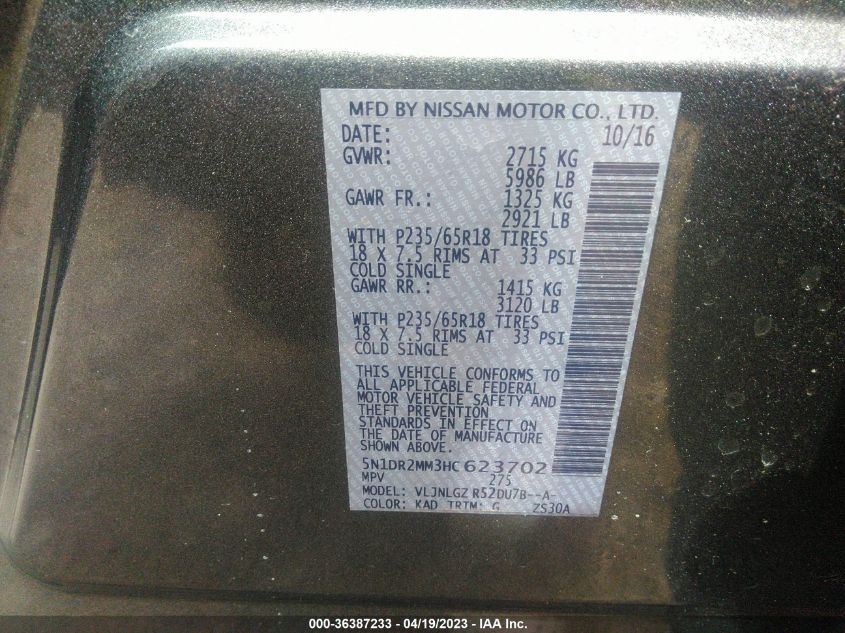 MFD BY NISSAN MOTOR CO., LTD.
DATE: 10/16
GVWR: 2715 KG
5986 LB
GAWR FR.: 1325 KG
2921 LB
WITH P235/65R18 TIRES
18 X 7.5 RIMS AT 33 PSI
COLD SINGLE
GAWR RR.: 1415 KG
3120 LB
WITH P235/65R18 TIRES
18 X 7.5 RIMS AT 33 PSI
COLD SINGLE
THIS VEHICLE CONFORMS TO
ALL APPLICABLE FEDERAL
MOTOR VEHICLE SAFETY AND
THEFT PREVENTION
STANDARDS IN EFFECT ON
THE DATE OF MANUFACTURE
SHOWN ABOVE.
5N1DR2MM3HC 623702
MPV 275
MODEL: VLJNLGZ R52DU7B--A-
COLOR: KAD TRIM: G ZS30A
000-36387233 - 04/19/2023 - IAA Inc.